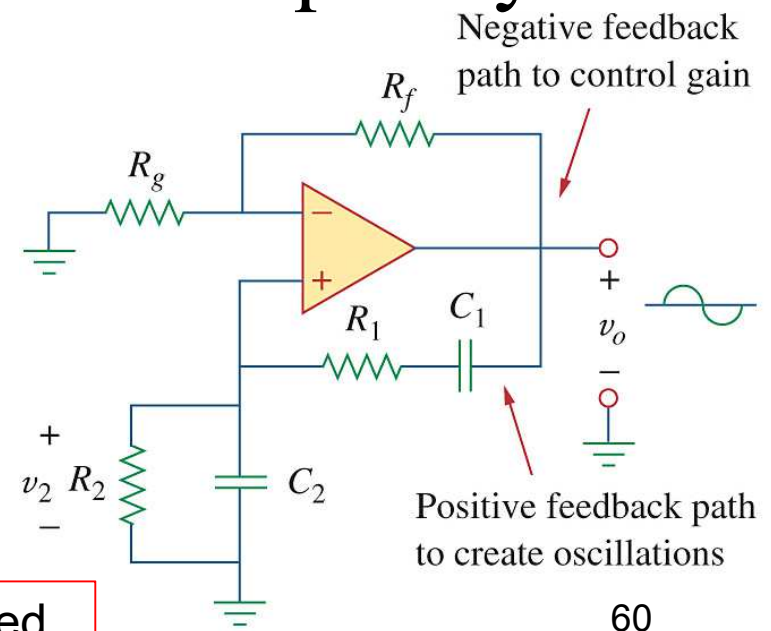 Negative feedback
path to control gain
R_f
R_g
−
+
R_1
C_1
+
v_o
−
+
v_2 R_2
−
C_2
Positive feedback path
to create oscillations
60